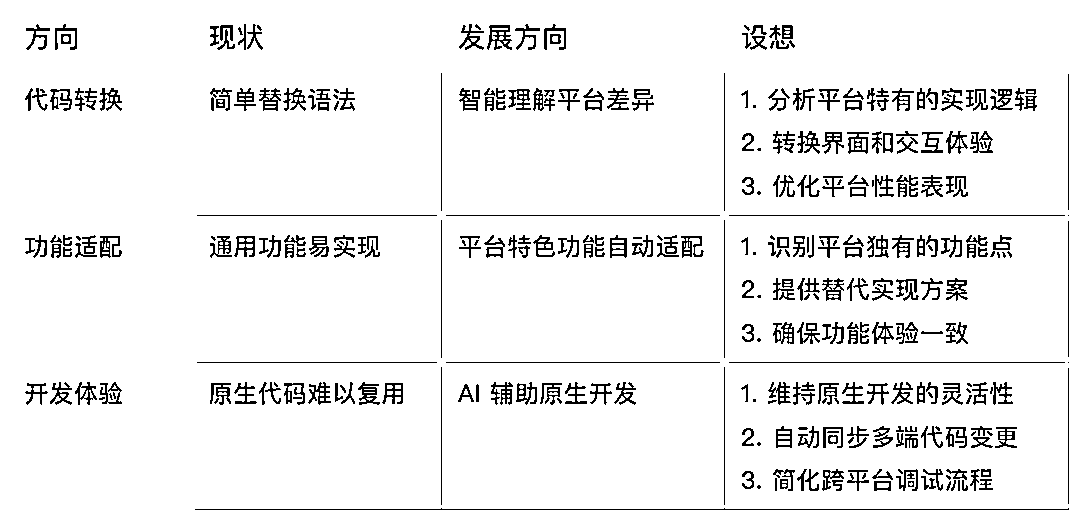 方向 现状 发展方向 设想
代码转换 简单替换语法 智能理解平台差异 1. 分析平台特有的实现逻辑
2. 转换界面和交互体验
3. 优化平台性能表现
功能适配 通用功能易实现 平台特色功能自动适配 1. 识别平台独有的功能点
2. 提供替代实现方案
3. 确保功能体验一致
开发体验 原生代码难以复用 AI 辅助原生开发 1. 维持原生开发的灵活性
2. 自动同步多端代码变更
3. 简化跨平台调试流程